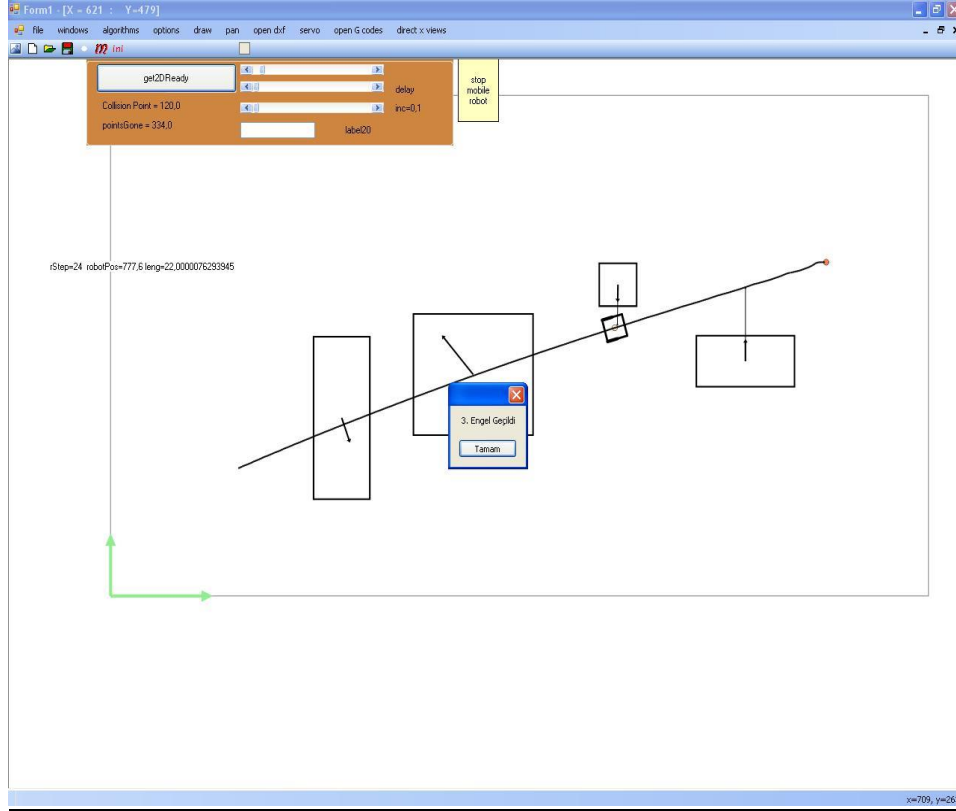 Form1 - [X = 621 : Y=479]
file windows algorithms options draw pan open dxf servo open G codes direct x views
m ini
get2DReady
delay
Collision Point = 120,0
inc=0,1
pointsGone = 334,0
label20
stop
mobile
robot
rStep=24 robotPos=777,6 leng=22,0000076293945
3. Engel Geçildi
Tamam